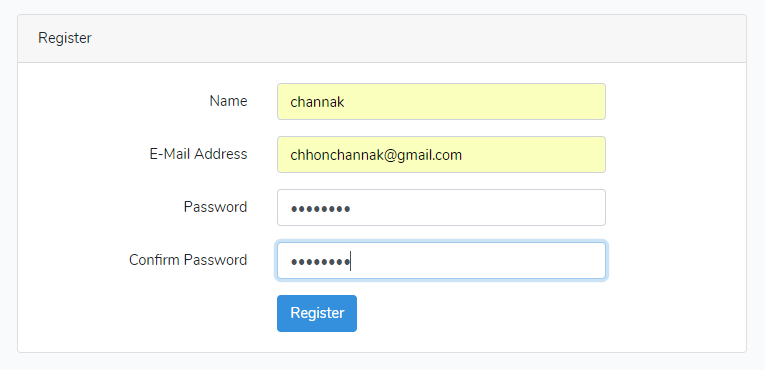 Register
Name channak
E-Mail Address chhonchannak@gmail.com
Password ••••••••
Confirm Password ••••••••
Register